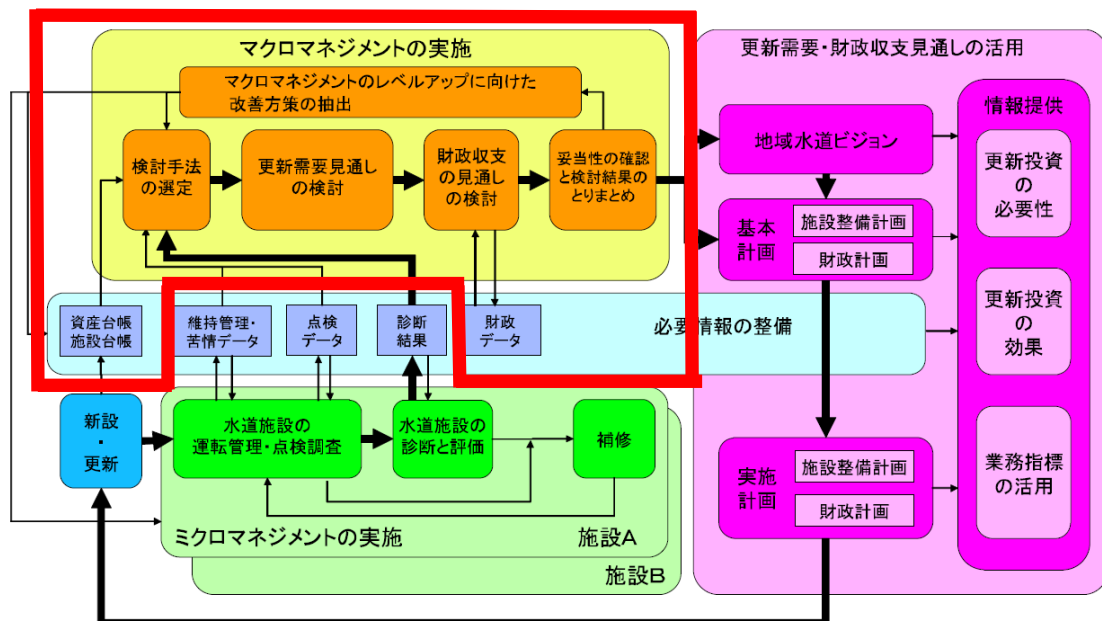 マクロマネジメントの実施
マクロマネジメントのレベルアップに向けた
改善方策の抽出
検討手法
の選定
更新需要見通し
の検討
財政収支
の見通し
の検討
妥当性の確認
と検討結果の
とりまとめ
資産台帳
施設台帳
維持管理・
苦情データ
点検
データ
診断
結果
財政
データ
必要情報の整備
新設
・
更新
水道施設の
運転管理・点検調査
水道施設の
診断と評価
補修
ミクロマネジメントの実施
施設A
施設B
更新需要・財政収支見通しの活用
地域水道ビジョン
基本
計画
施設整備計画
財政計画
実施
計画
施設整備計画
財政計画
情報提供
更新投資
の
必要性
更新投資
の
効果
業務指標
の活用